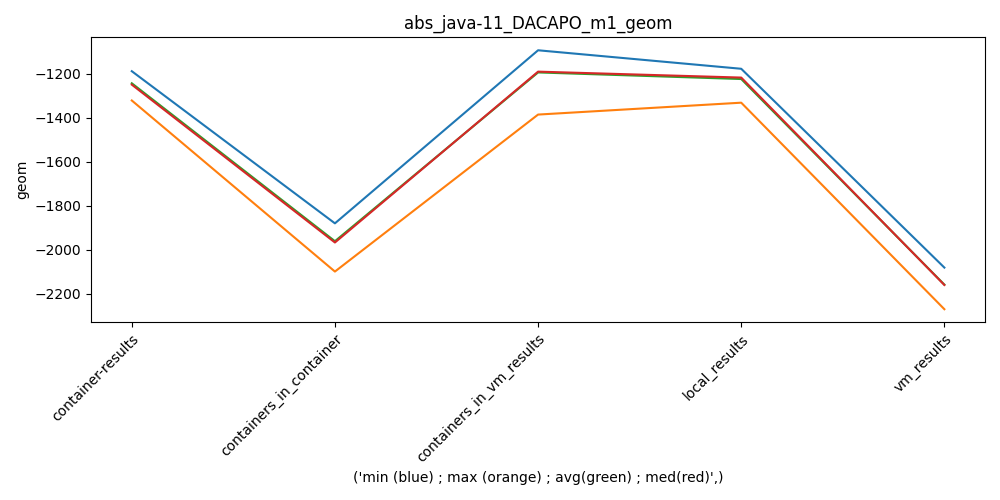 abs_java-11_DACAPO_m1_geom
geom
−1200
−1400
−1600
−1800
−2000
−2200
container-results
containers_in_container
containers_in_vm_results
local_results
vm_results
('min (blue) ; max (orange) ; avg(green) ; med(red)',)